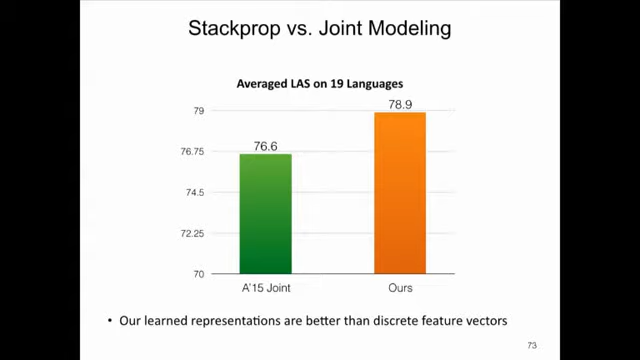 Stackprop vs. Joint Modeling
Averaged LAS on 19 Languages
79
76.75
74.5
72.25
70
76.6
78.9
A'15 Joint
Ours
• Our learned representations are better than discrete feature vectors
73